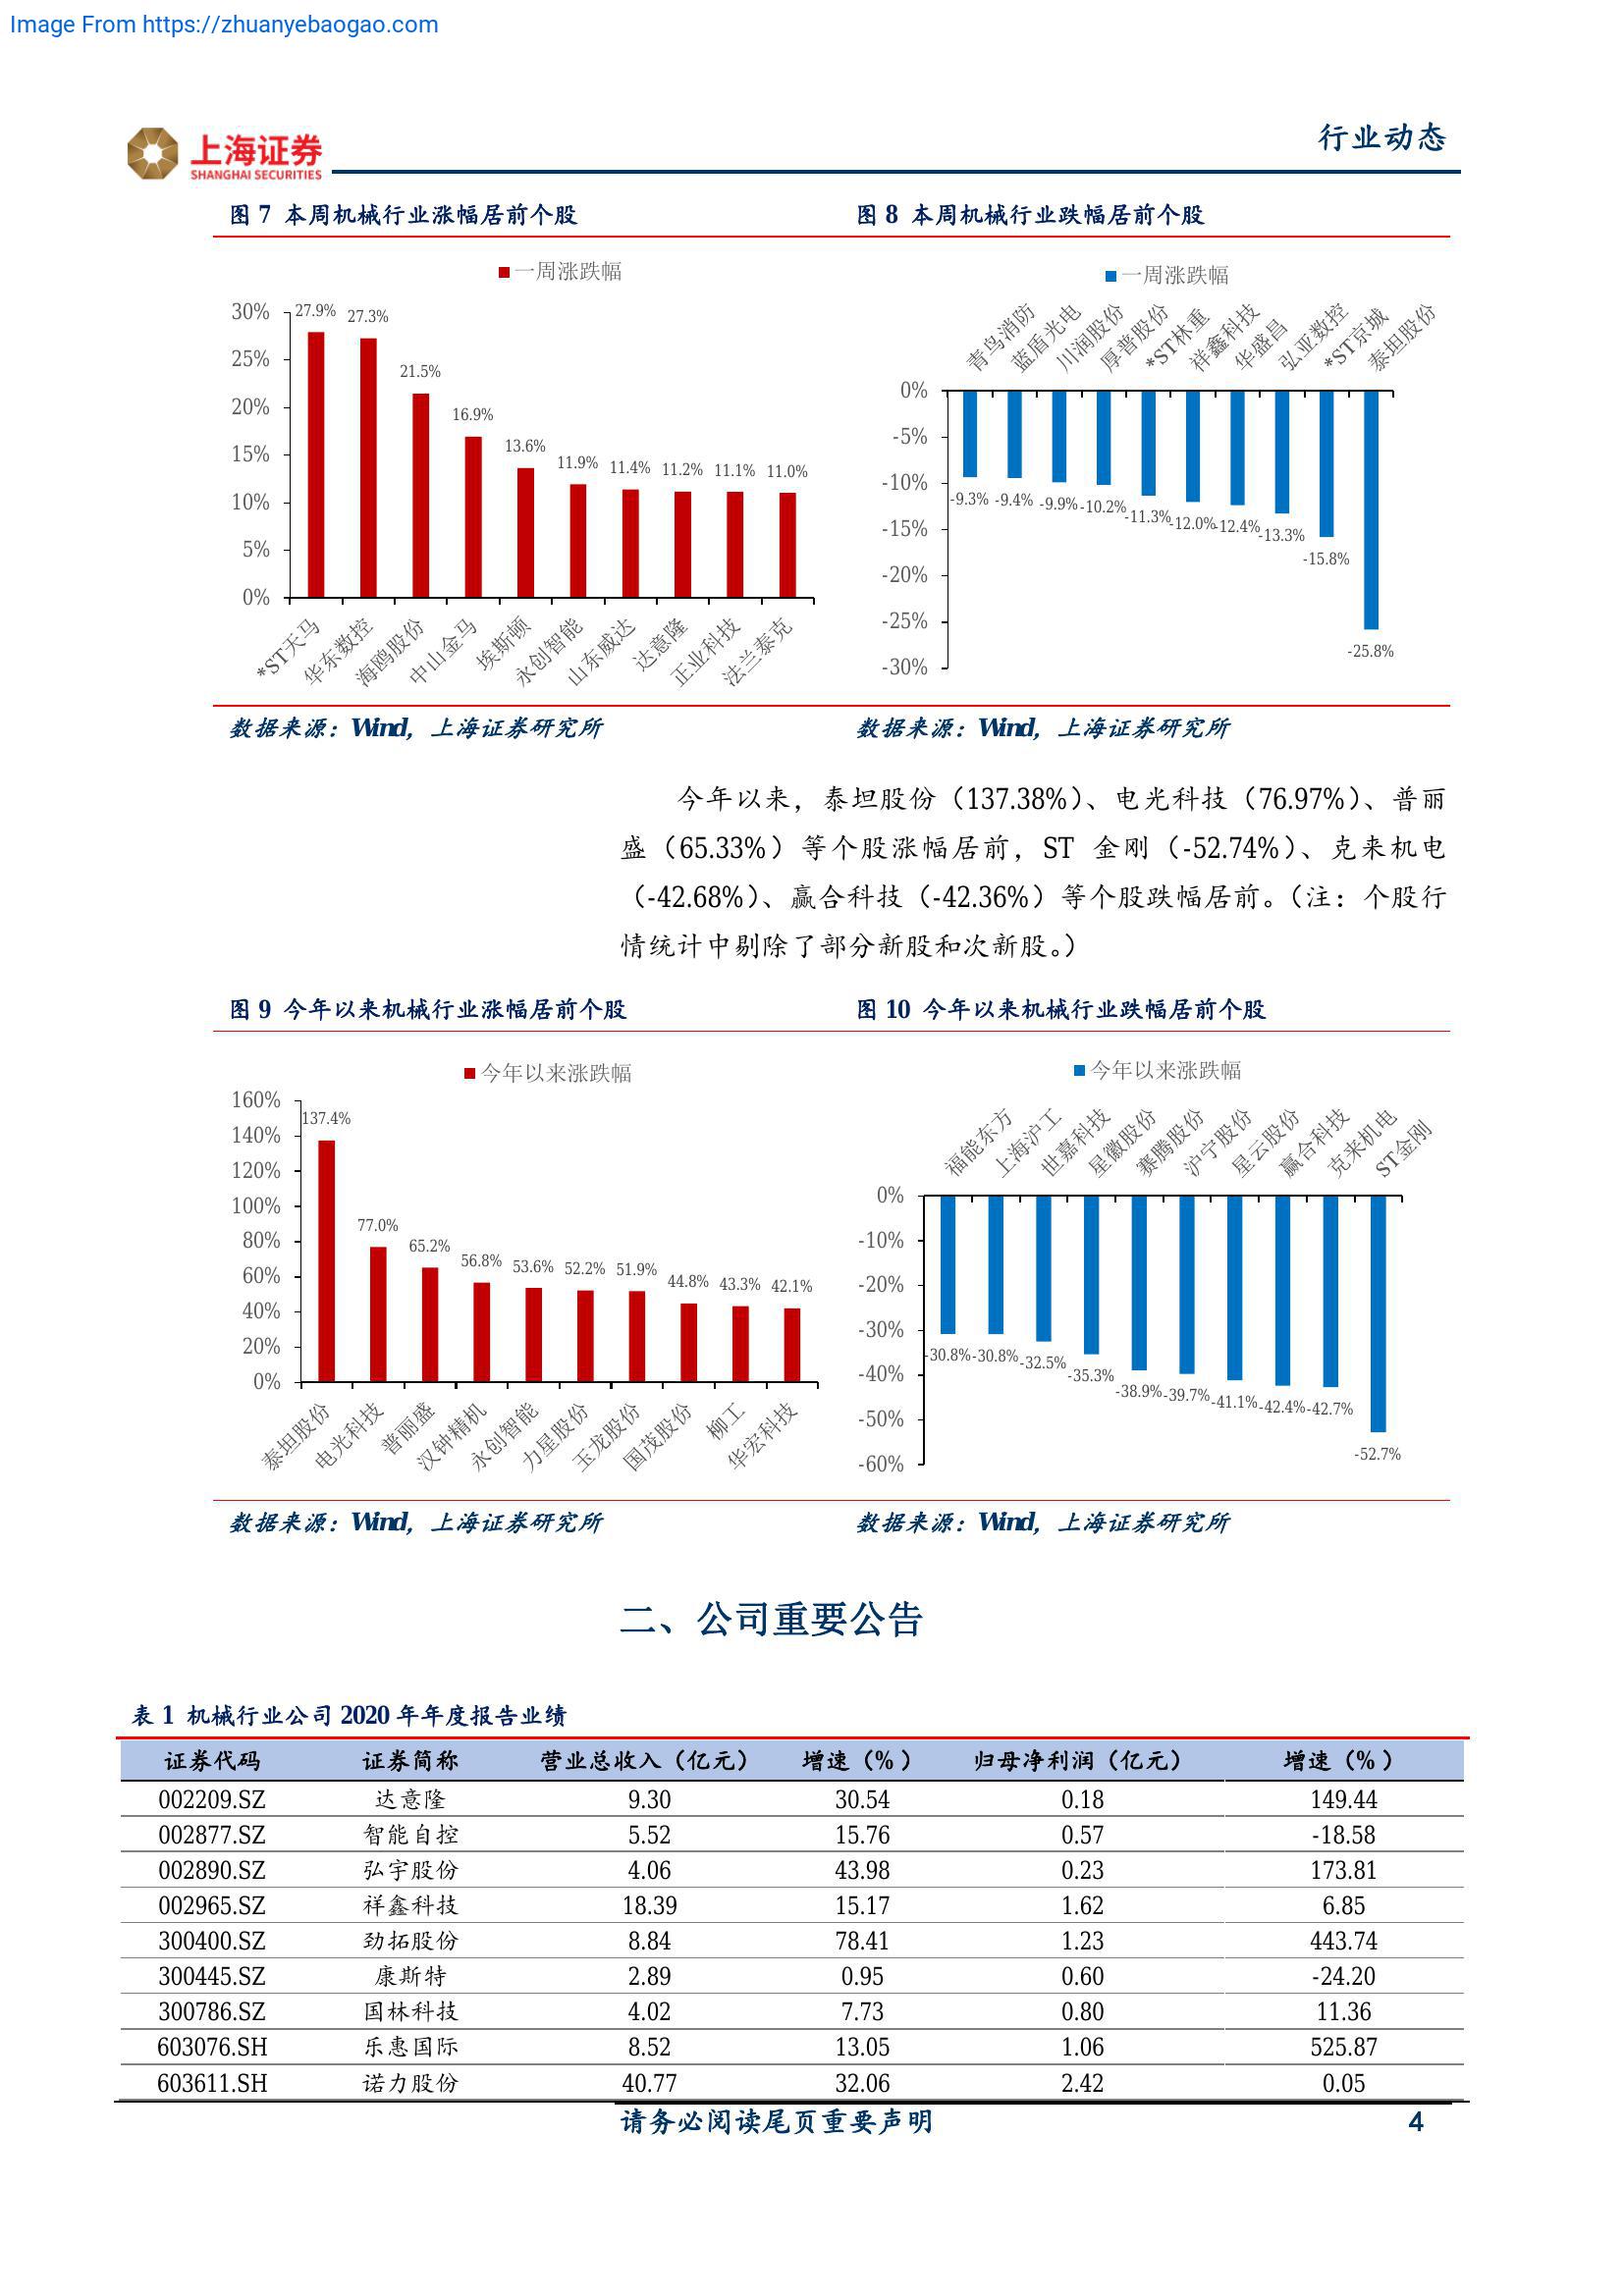 Image From https://zhuanyebaogao.com
上海证券
SHANGHAI SECURITIES
行业动态
图 7 本周机械行业涨幅居前个股
图 8 本周机械行业跌幅居前个股
一周涨跌幅
30%
25%
20%
15%
10%
5%
0%
27.9% 27.3% 21.5% 16.9% 13.6% 11.9% 11.4% 11.2% 11.1% 11.0%
*ST天马 华东数控 海鸥股份 中山金马 埃斯顿 永创智能 山东威达 达意隆 正业科技 法兰泰克
一周涨跌幅
青鸟消防 蓝盾光电 川润股份 厚普股份 *ST林重 祥鑫科技 华盛昌 弘亚数控 *ST京城 泰坦股份
0%
-5%
-10%
-15%
-20%
-25%
-30%
-9.3% -9.4% -9.9% -10.2% -11.3% -12.0% -12.4% -13.3% -15.8% -25.8%
数据来源：Wind，上海证券研究所
数据来源：Wind，上海证券研究所
今年以来，泰坦股份（137.38%）、电光科技（76.97%）、普丽
盛（65.33%）等个股涨幅居前，ST 金刚（-52.74%）、克来机电
（-42.68%）、赢合科技（-42.36%）等个股跌幅居前。（注：个股行
情统计中剔除了部分新股和次新股。）
图 9 今年以来机械行业涨幅居前个股
图 10 今年以来机械行业跌幅居前个股
今年以来涨跌幅
160%
140%
120%
100%
80%
60%
40%
20%
0%
137.4% 77.0% 65.2% 56.8% 53.6% 52.2% 51.9% 44.8% 43.3% 42.1%
泰坦股份 电光科技 普丽盛 汉钟精机 永创智能 力星股份 玉龙股份 国茂股份 柳工 华宏科技
今年以来涨跌幅
福能东方 上海沪工 世嘉科技 星徽股份 赛腾股份 沪宁股份 星云股份 赢合科技 克来机电 ST金刚
0%
-10%
-20%
-30%
-40%
-50%
-60%
-30.8% -30.8% -32.5% -35.3% -38.9% -39.7% -41.1% -42.4% -42.7% -52.7%
数据来源：Wind，上海证券研究所
数据来源：Wind，上海证券研究所
二、公司重要公告
表 1 机械行业公司 2020 年年度报告业绩
证券代码 证券简称 营业总收入（亿元） 增速（%） 归母净利润（亿元） 增速（%）
002209.SZ 达意隆 9.30 30.54 0.18 149.44
002877.SZ 智能自控 5.52 15.76 0.57 -18.58
002890.SZ 弘宇股份 4.06 43.98 0.23 173.81
002965.SZ 祥鑫科技 18.39 15.17 1.62 6.85
300400.SZ 劲拓股份 8.84 78.41 1.23 443.74
300445.SZ 康斯特 2.89 0.95 0.60 -24.20
300786.SZ 国林科技 4.02 7.73 0.80 11.36
603076.SH 乐惠国际 8.52 13.05 1.06 525.87
603611.SH 诺力股份 40.77 32.06 2.42 0.05
请务必阅读尾页重要声明
4